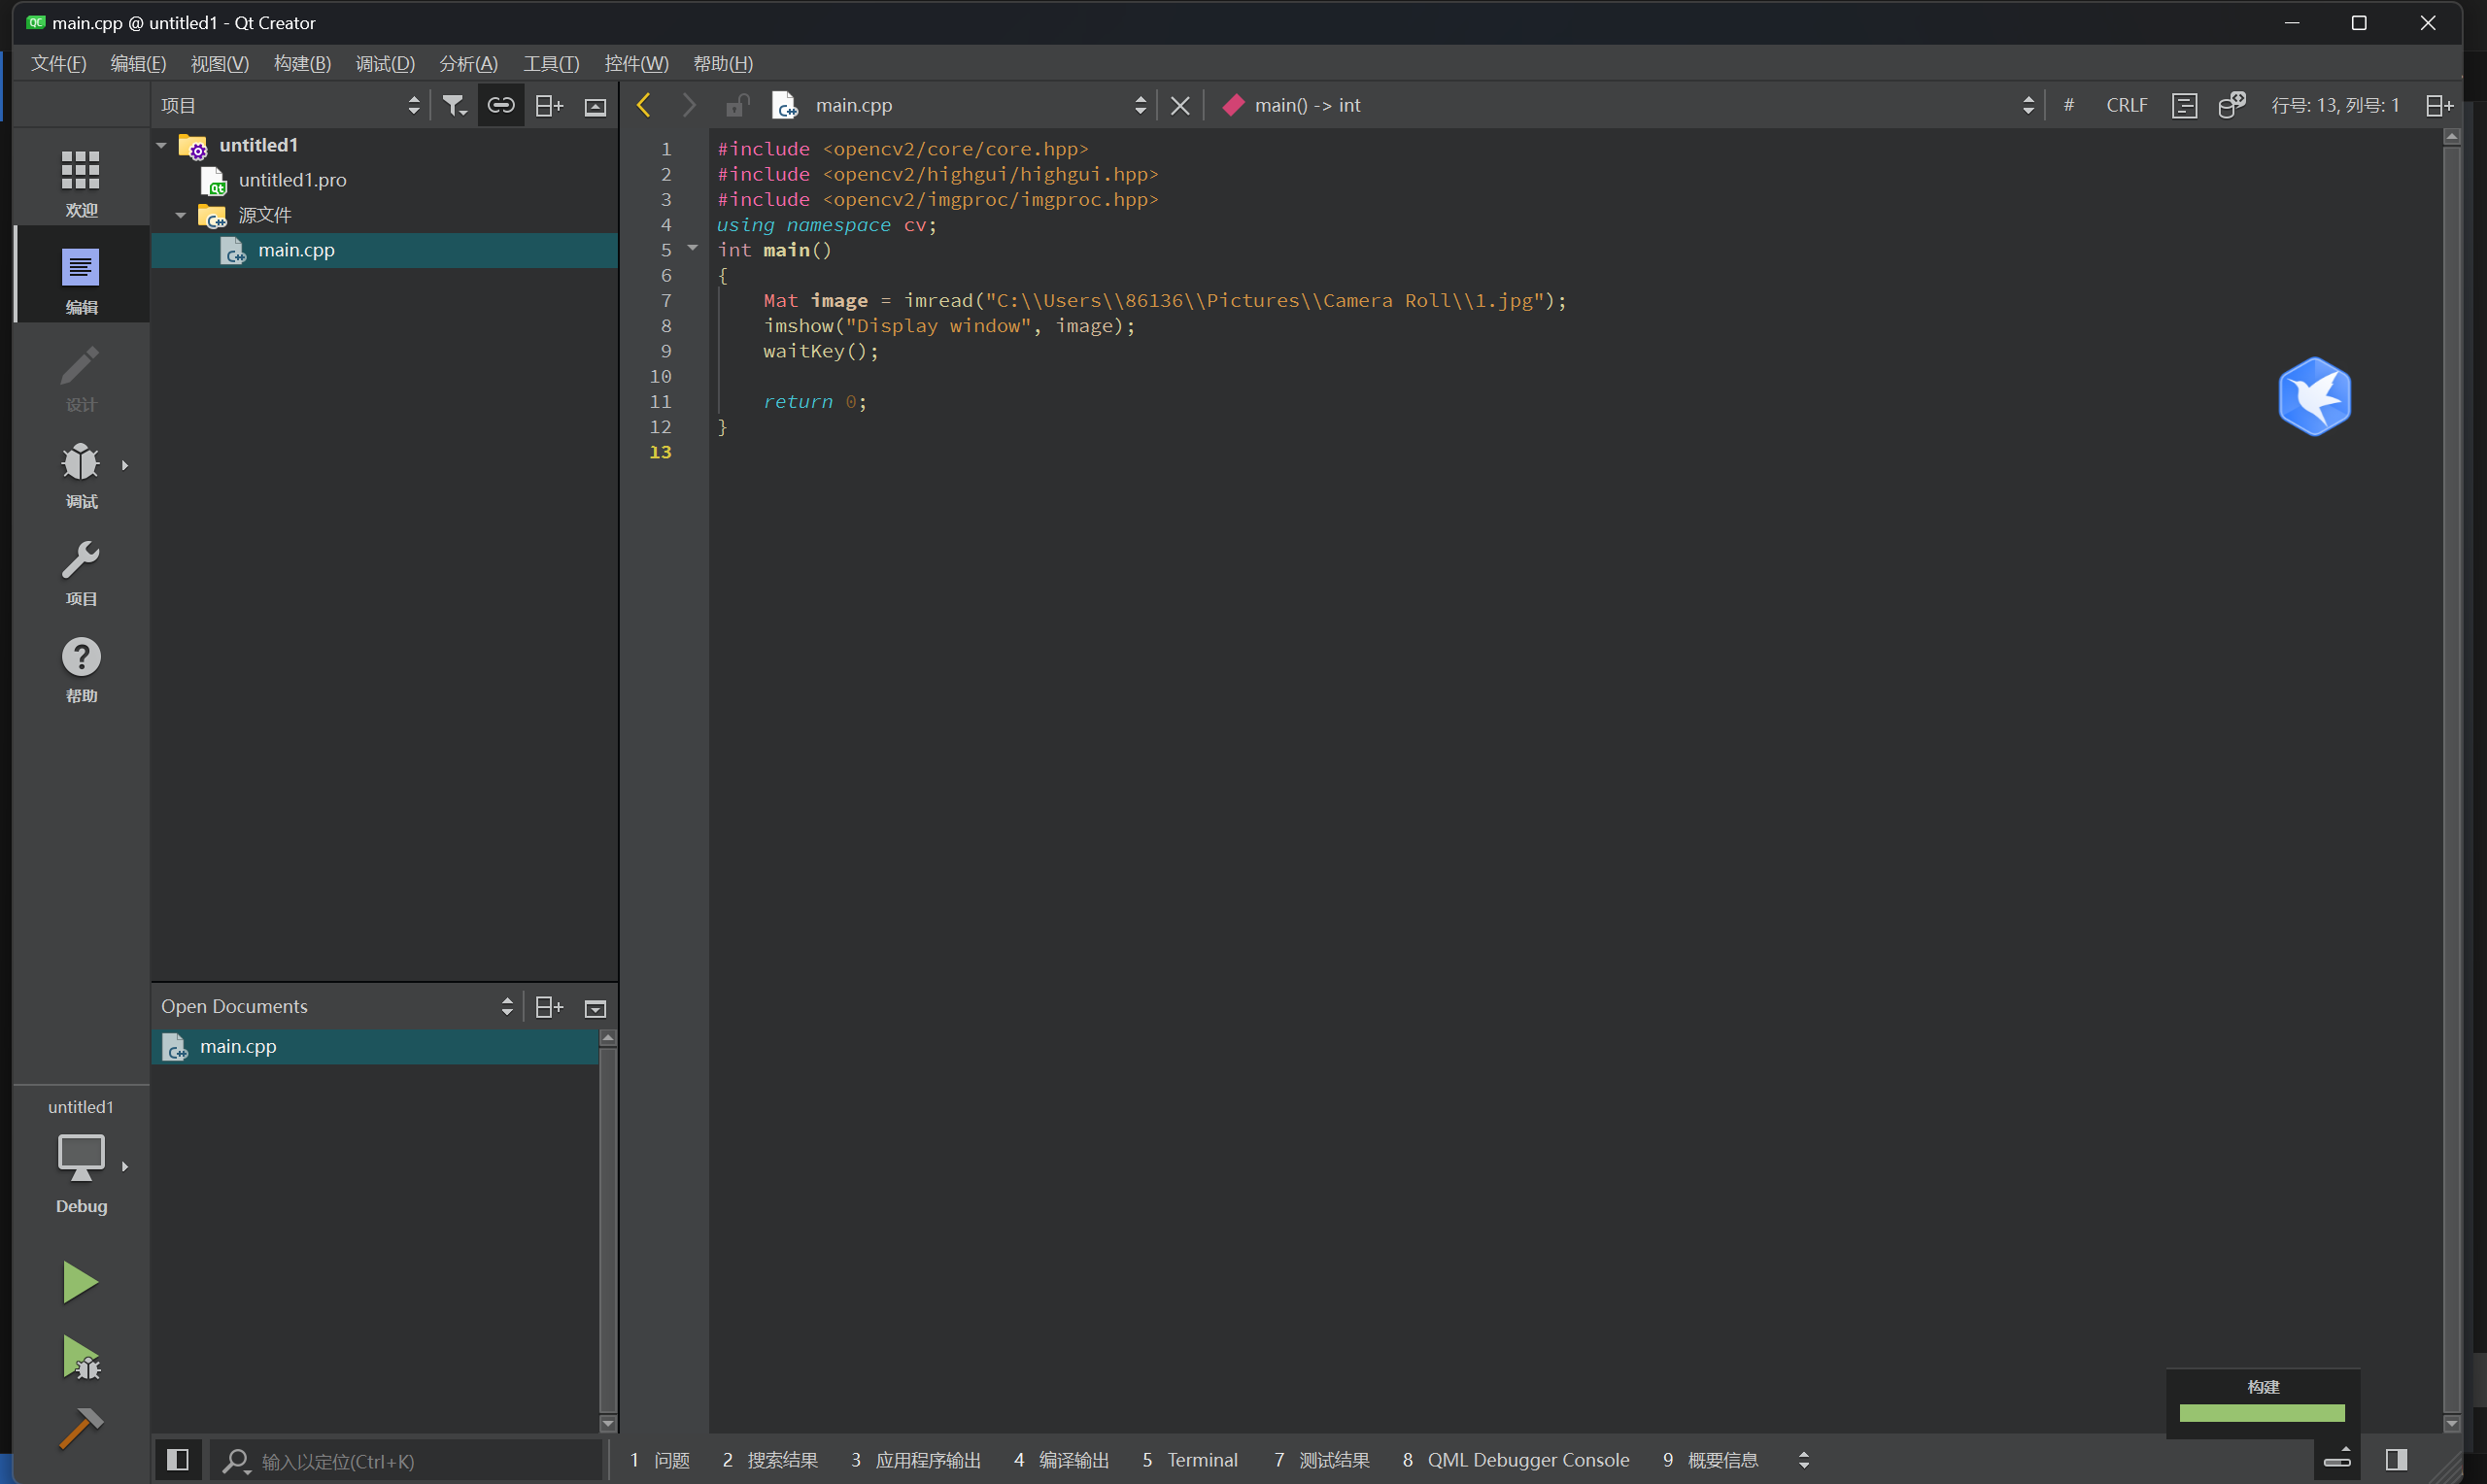 main.cpp @ untitled1 - Qt Creator
文件(F) 编辑(E) 视图(V) 构建(B) 调试(D) 分析(A) 工具(T) 控件(W) 帮助(H)
项目
main.cpp
main() -> int
# CRLF
行号: 13, 列号: 1
欢迎
编辑
设计
调试
项目
帮助
untitled1
untitled1.pro
源文件
main.cpp
1 #include <opencv2/core/core.hpp>
2 #include <opencv2/highgui/highgui.hpp>
3 #include <opencv2/imgproc/imgproc.hpp>
4 using namespace cv;
5 int main()
6 {
7 Mat image = imread("C:\\Users\\86136\\Pictures\\Camera Roll\\1.jpg");
8 imshow("Display window", image);
9 waitKey();
10
11 return 0;
12 }
13
Open Documents
main.cpp
untitled1
Debug
构建
输入以定位(Ctrl+K)
1 问题 2 搜索结果 3 应用程序输出 4 编译输出 5 Terminal 7 测试结果 8 QML Debugger Console 9 概要信息